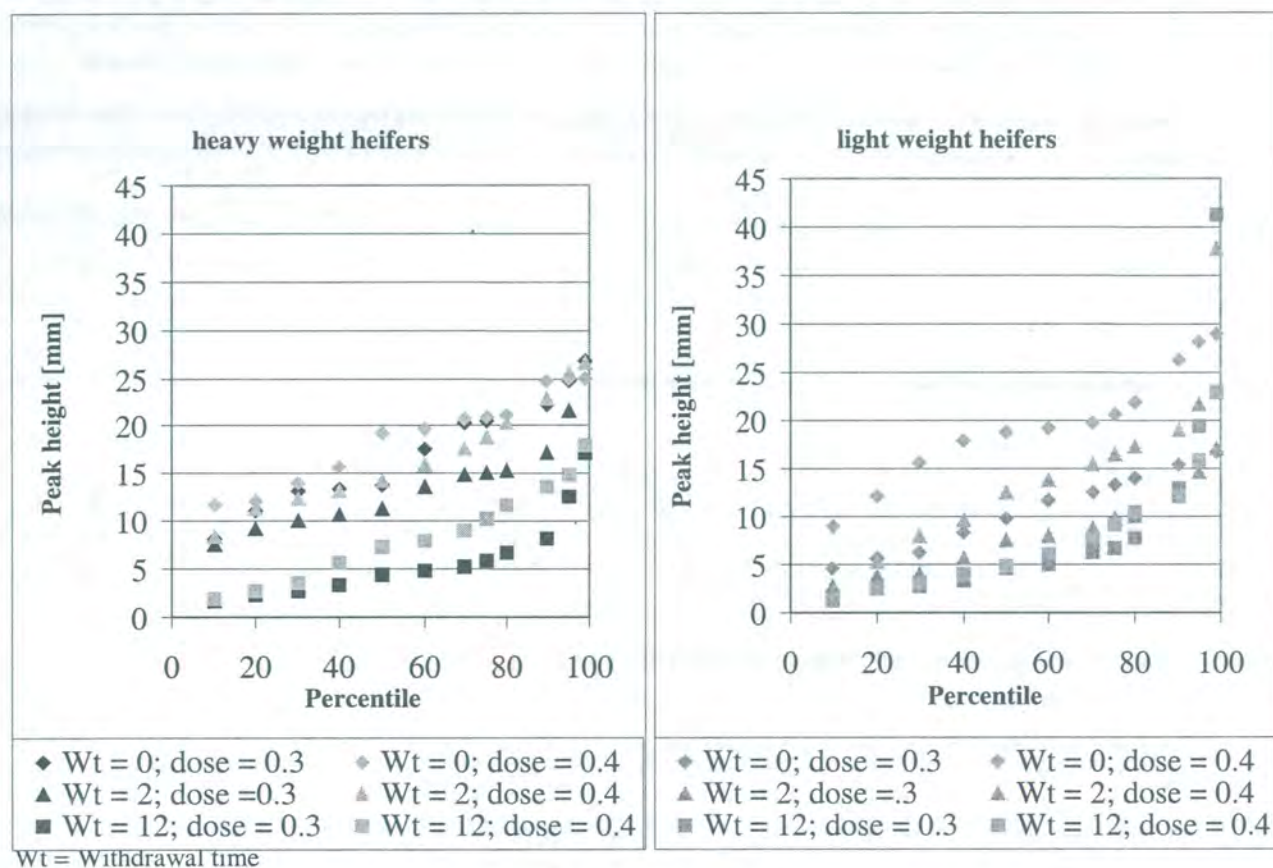 heavy weight heifers
45
40
35
30
25
20
15
10
5
0
Peak height [mm]
0 20 40 60 80 100
Percentile
◆ Wt = 0; dose = 0.3 ◆ Wt = 0; dose = 0.4
▲ Wt = 2; dose =0.3 ▲ Wt = 2; dose = 0.4
■ Wt = 12; dose = 0.3 ■ Wt = 12; dose = 0.4
light weight heifers
45
40
35
30
25
20
15
10
5
0
Peak height [mm]
0 20 40 60 80 100
Percentile
◆ Wt = 0; dose = 0.3 ◆ Wt = 0; dose = 0.4
▲ Wt = 2; dose =.3 ▲ Wt = 2; dose = 0.4
■ Wt = 12; dose = 0.3 ■ Wt = 12; dose = 0.4
Wt = Withdrawal time